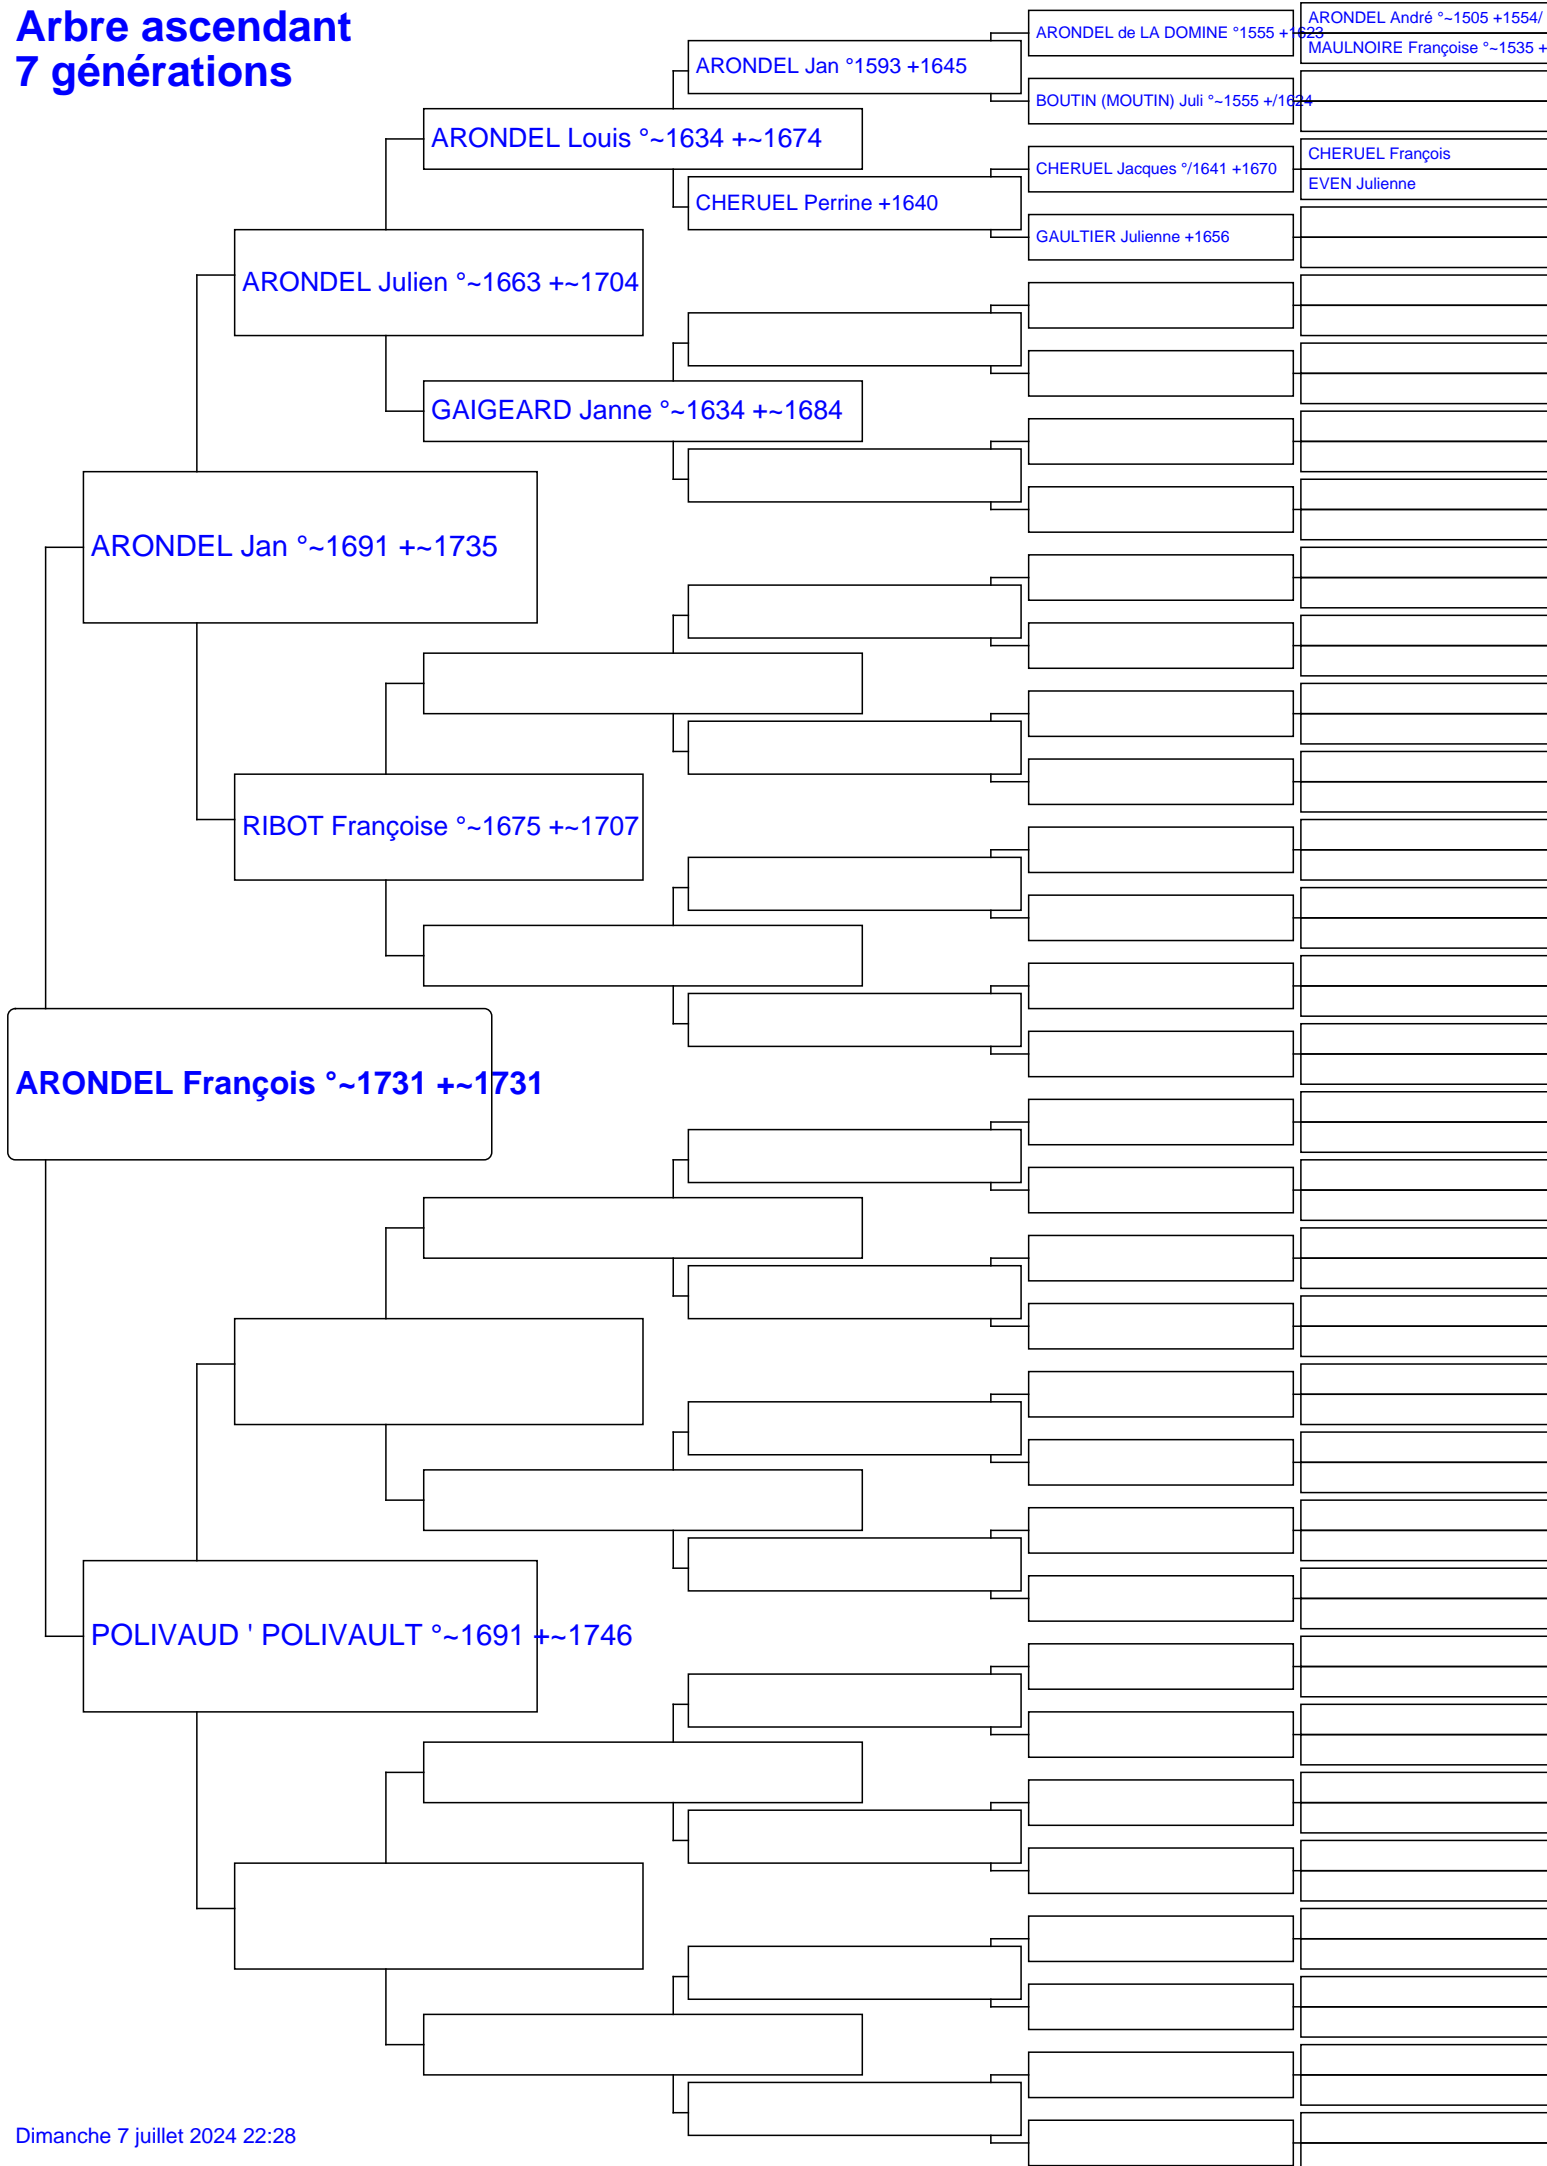 Arbre ascendant
7 générations
ARONDEL de LA DOMINE °1555 +1623
ARONDEL André °~1505 +1554/
MAULNOIRE Françoise °~1535 +
ARONDEL Jan °1593 +1645
BOUTIN (MOUTIN) Juli °~1555 +/1624
ARONDEL Louis °~1634 +~1674
CHERUEL Jacques °/1641 +1670
CHERUEL François
EVEN Julienne
CHERUEL Perrine +1640
GAULTIER Julienne +1656
ARONDEL Julien °~1663 +~1704
GAIGEARD Janne °~1634 +~1684
ARONDEL Jan °~1691 +~1735
RIBOT Françoise °~1675 +~1707
ARONDEL François °~1731 +~1731
POLIVAUD ' POLIVAULT °~1691 +~1746
Dimanche 7 juillet 2024 22:28